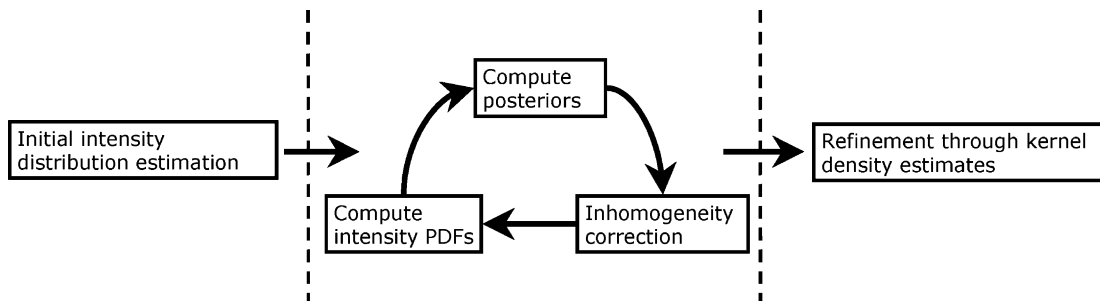 Initial intensity
distribution estimation
Compute
posteriors
Compute
intensity PDFs
Inhomogeneity
correction
Refinement through kernel
density estimates